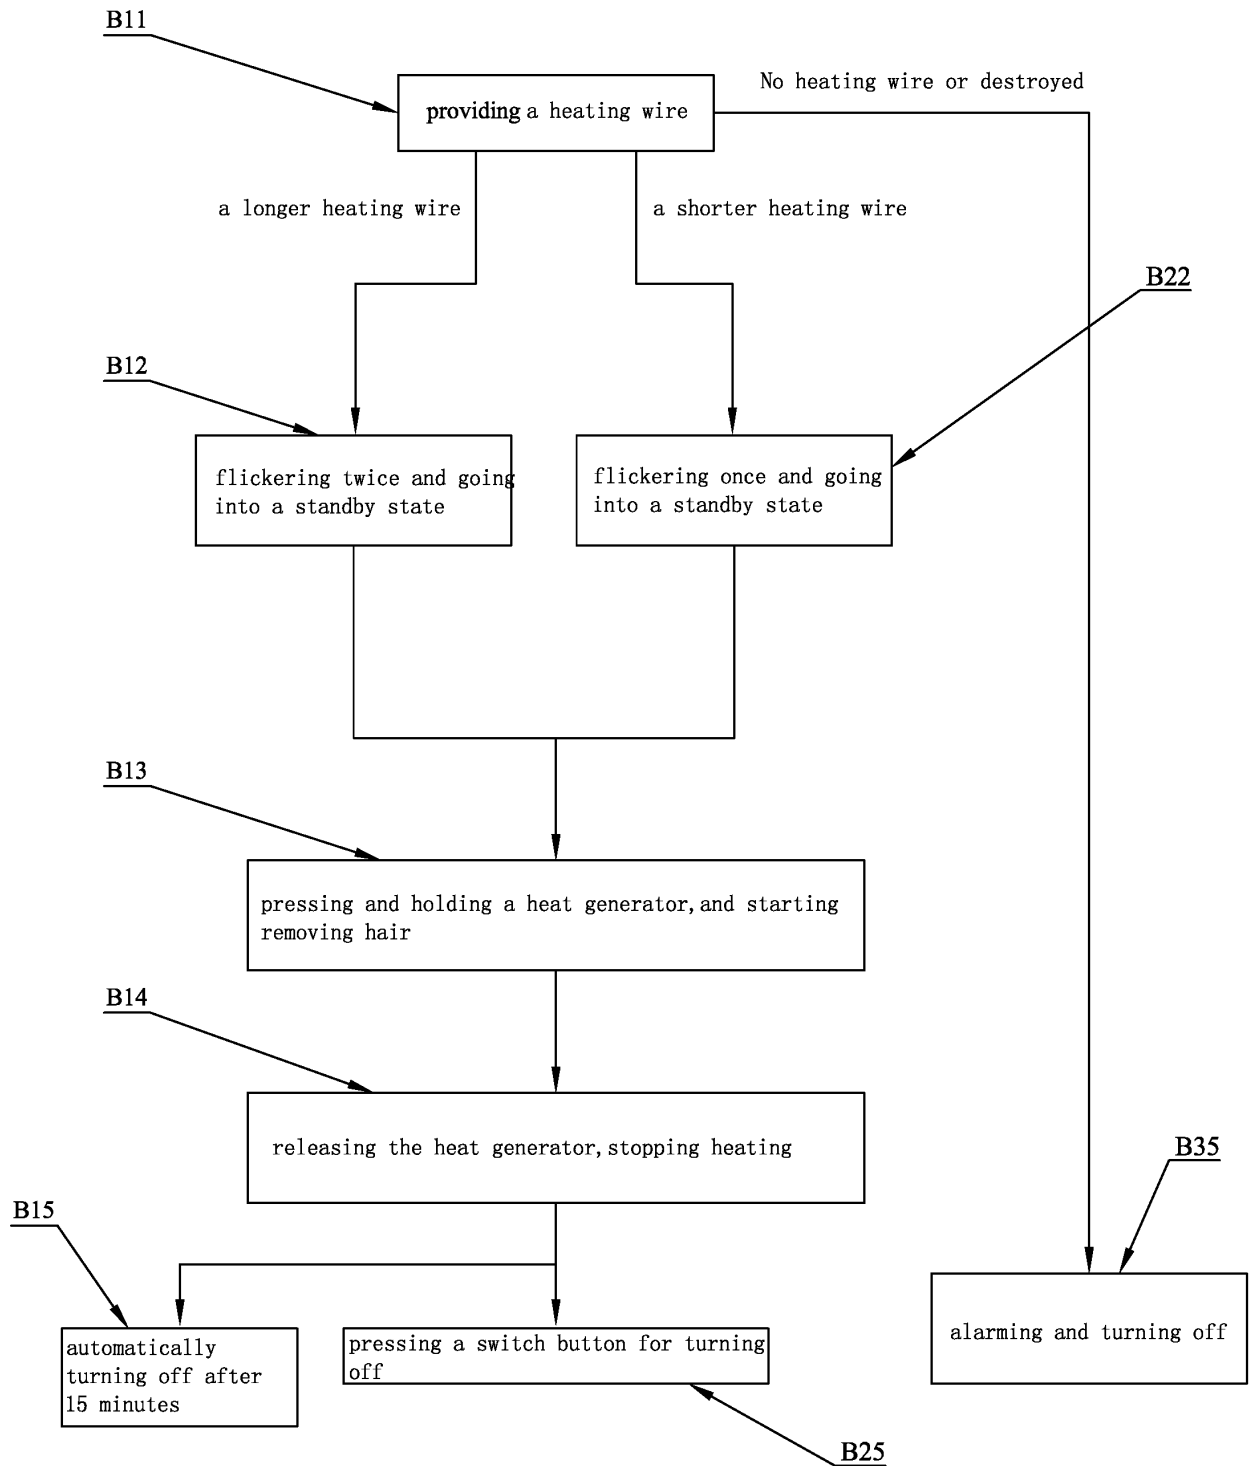 B11
No heating wire or destroyed
providing a heating wire
a longer heating wire
a shorter heating wire
B22
B12
flickering twice and going
into a standby state
flickering once and going
into a standby state
B13
pressing and holding a heat generator,and starting
removing hair
B14
releasing the heat generator,stopping heating
B35
B15
alarming and turning off
automatically
turning off after
15 minutes
pressing a switch button for turning
off
B25